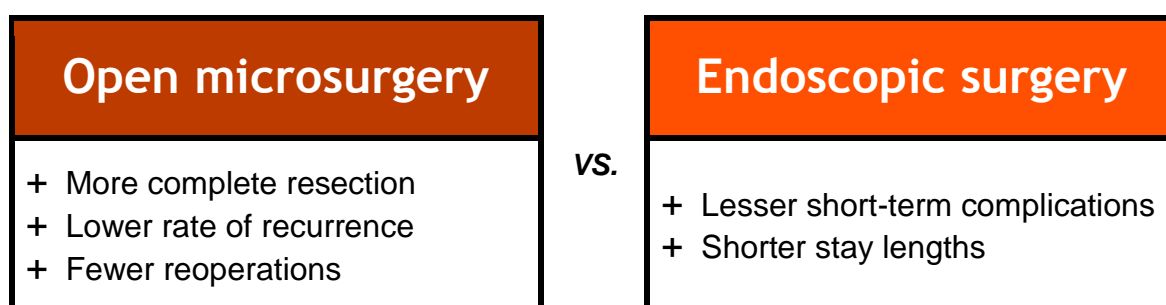 Open microsurgery
+ More complete resection
+ Lower rate of recurrence
+ Fewer reoperations
VS.
Endoscopic surgery
+ Lesser short-term complications
+ Shorter stay lengths